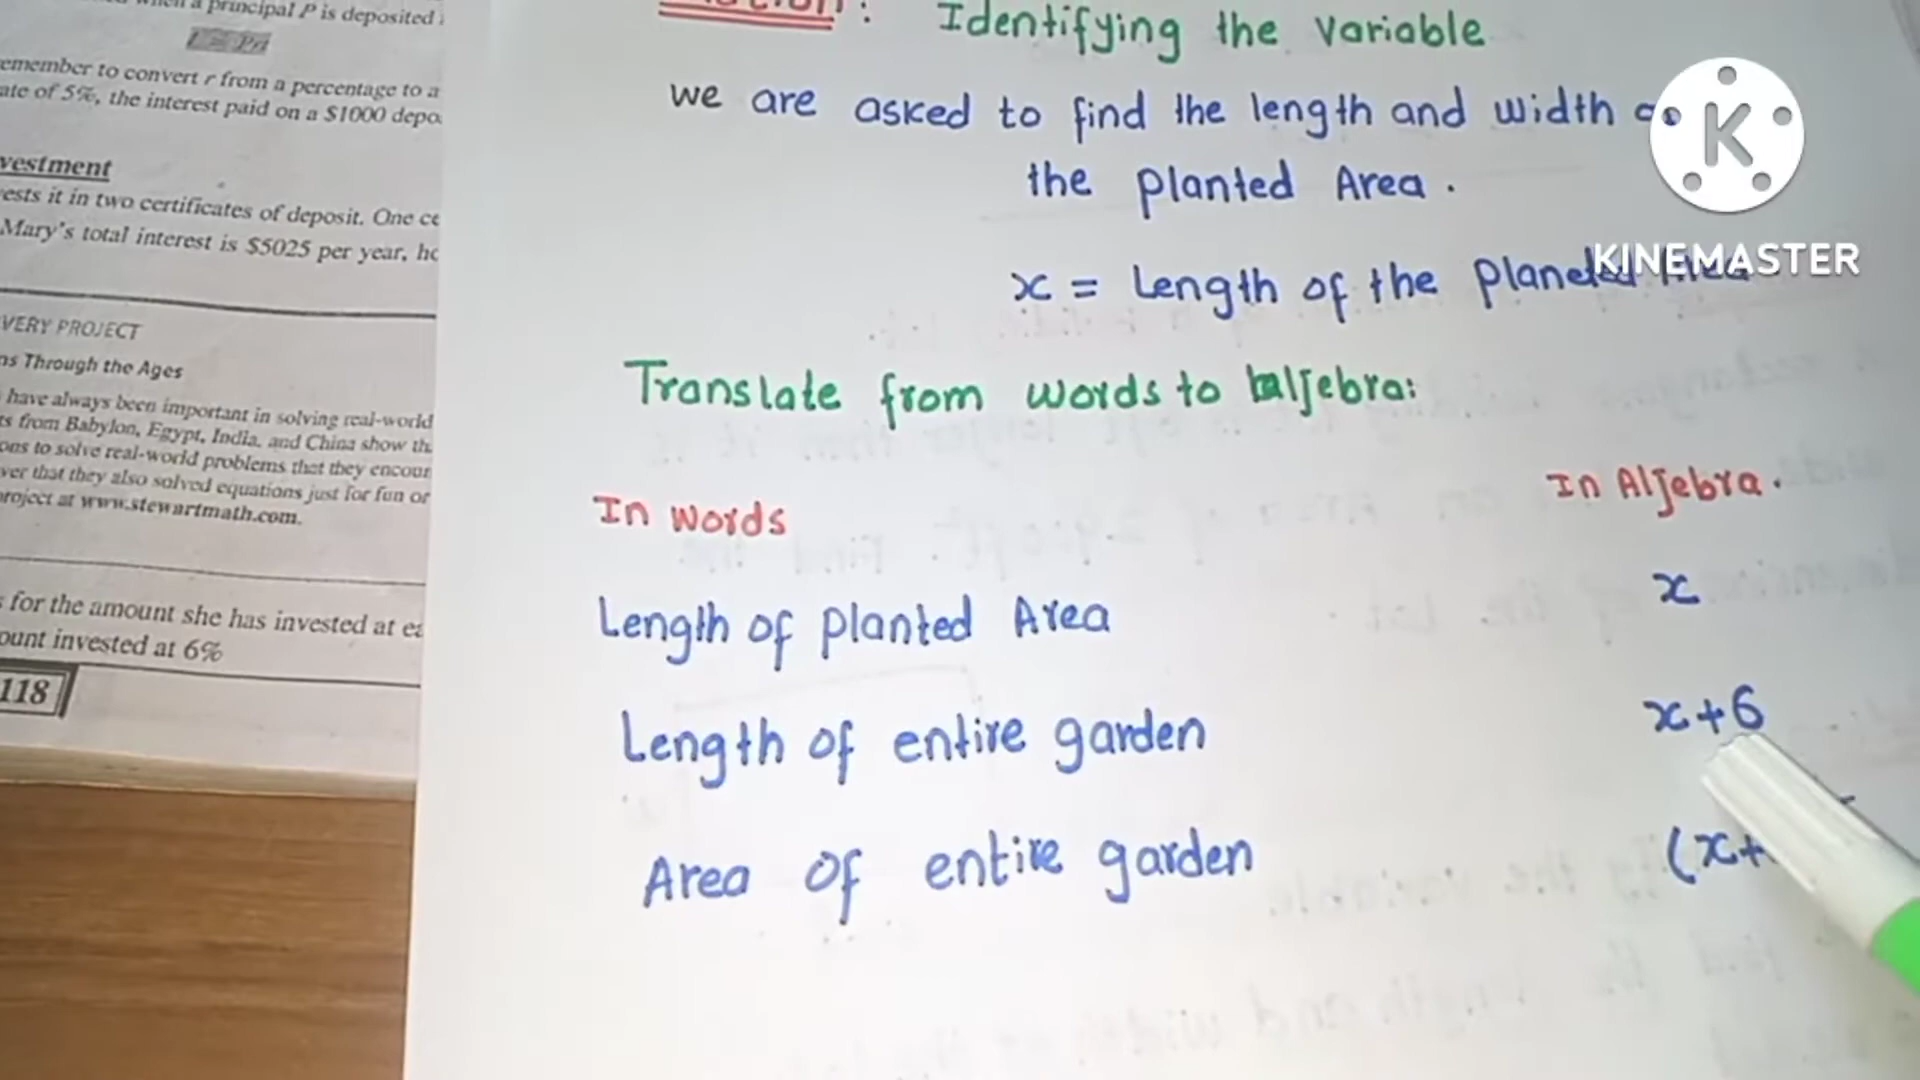 a principal P is deposited
I = Prt
emember to convert r from a percentage to a
ate of 5%, the interest paid on a $1000 depo
vestment
ests it in two certificates of deposit. One ce
Mary's total interest is $5025 per year, ho
VERY PROJECT
ns Through the Ages
have always been important in solving real-world
ts from Babylon, Egypt, India, and China show th
ons to solve real-world problems that they encoun
ver that they also solved equations just for fun or
project at www.stewartmath.com.
for the amount she has invested at ea
ount invested at 6%
118
Identifying the Variable
we are asked to find the length and width
the planted Area.
x = Length of the Planeted Area
Translate from words to aljebra:
In words
In Aljebra.
Length of planted Area
x
Length of entire garden
x+6
Area of entire garden
(x+
K
KINEMASTER